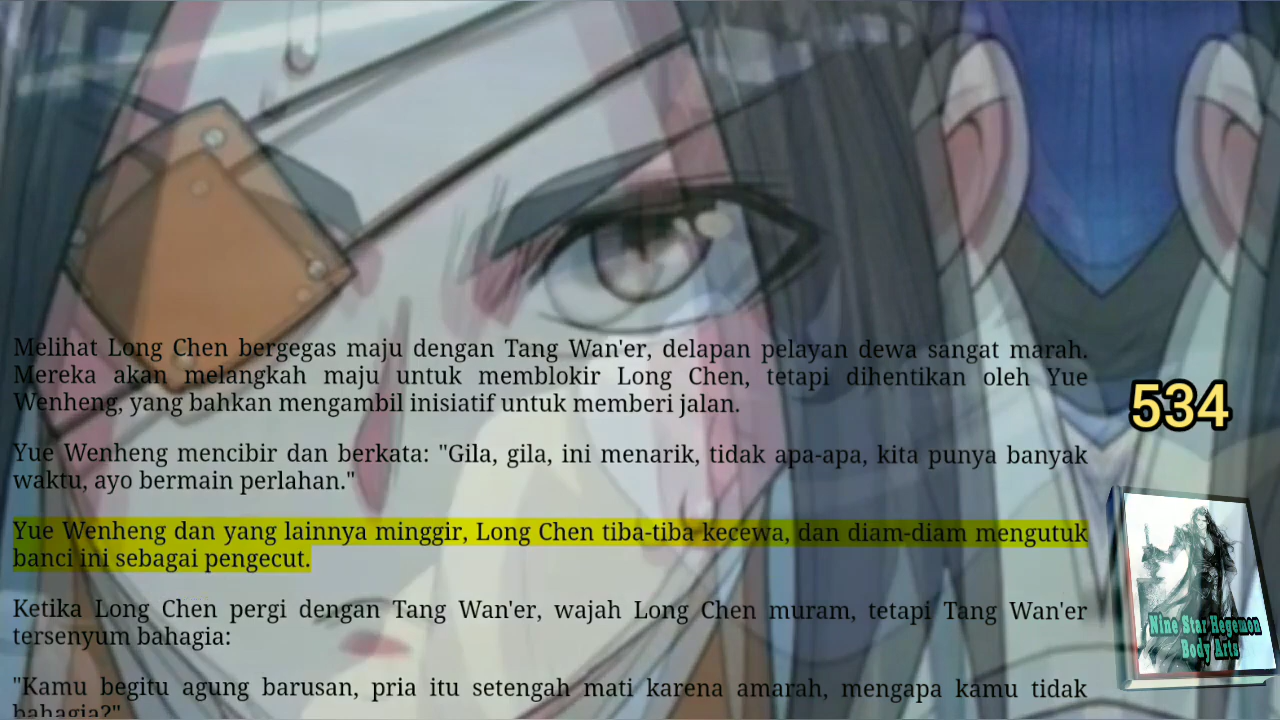 Melihat Long Chen bergegas maju dengan Tang Wan'er, delapan pelayan dewa sangat marah.
Mereka akan melangkah maju untuk memblokir Long Chen, tetapi dihentikan oleh Yue
Wenheng, yang bahkan mengambil inisiatif untuk memberi jalan.
Yue Wenheng mencibir dan berkata: "Gila, gila, ini menarik, tidak apa-apa, kita punya banyak
waktu, ayo bermain perlahan."
Yue Wenheng dan yang lainnya minggir, Long Chen tiba-tiba kecewa, dan diam-diam mengutuk
banci ini sebagai pengecut.
Ketika Long Chen pergi dengan Tang Wan'er, wajah Long Chen muram, tetapi Tang Wan'er
tersenyum bahagia:
"Kamu begitu agung barusan, pria itu setengah mati karena amarah, mengapa kamu tidak
bahagia?"
534
Nine Star Hegemon
Body Arts